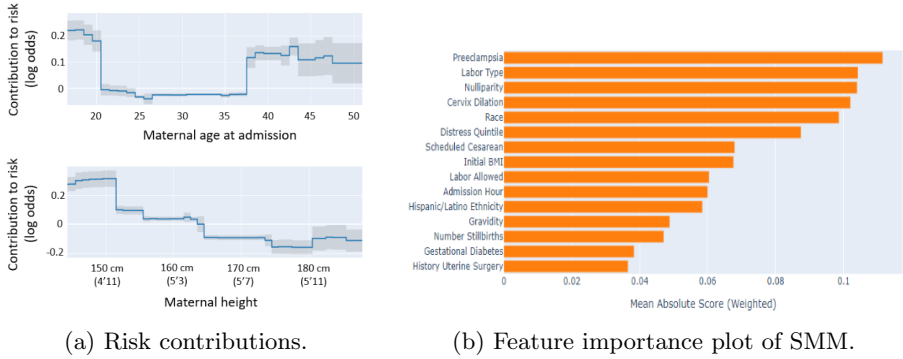 Contribution to risk
(log odds)
0.2
0.1
0
20
25
30
35
40
45
50
Maternal age at admission
Contribution to risk
(log odds)
0.2
0
-0.2
150 cm
(4'11)
160 cm
(5'3)
170 cm
(5'7)
180 cm
(5'11)
Maternal height
(a) Risk contributions.
Preeclampsia
Labor Type
Nulliparity
Cervix Dilation
Race
Distress Quintile
Scheduled Cesarean
Initial BMI
Labor Allowed
Admission Hour
Hispanic/Latino Ethnicity
Gravidity
Number Stillbirths
Gestational Diabetes
History Uterine Surgery
0
0.02
0.04
0.06
0.08
0.1
Mean Absolute Score (Weighted)
(b) Feature importance plot of SMM.